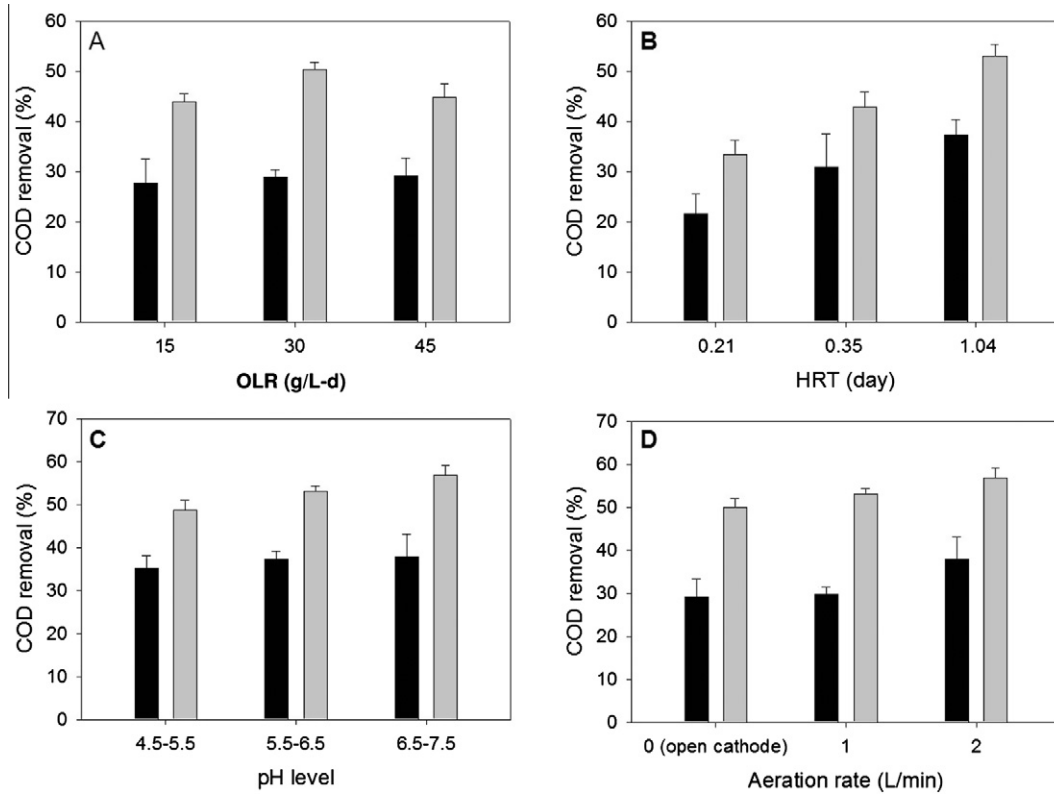 A
COD removal (%)
60
50
40
30
20
10
0
15 30 45
OLR (g/L-d)
B
COD removal (%)
60
50
40
30
20
10
0
0.21 0.35 1.04
HRT (day)
C
COD removal (%)
70
60
50
40
30
20
10
0
4.5-5.5 5.5-6.5 6.5-7.5
pH level
D
COD removal (%)
70
60
50
40
30
20
10
0
0 (open cathode) 1 2
Aeration rate (L/min)